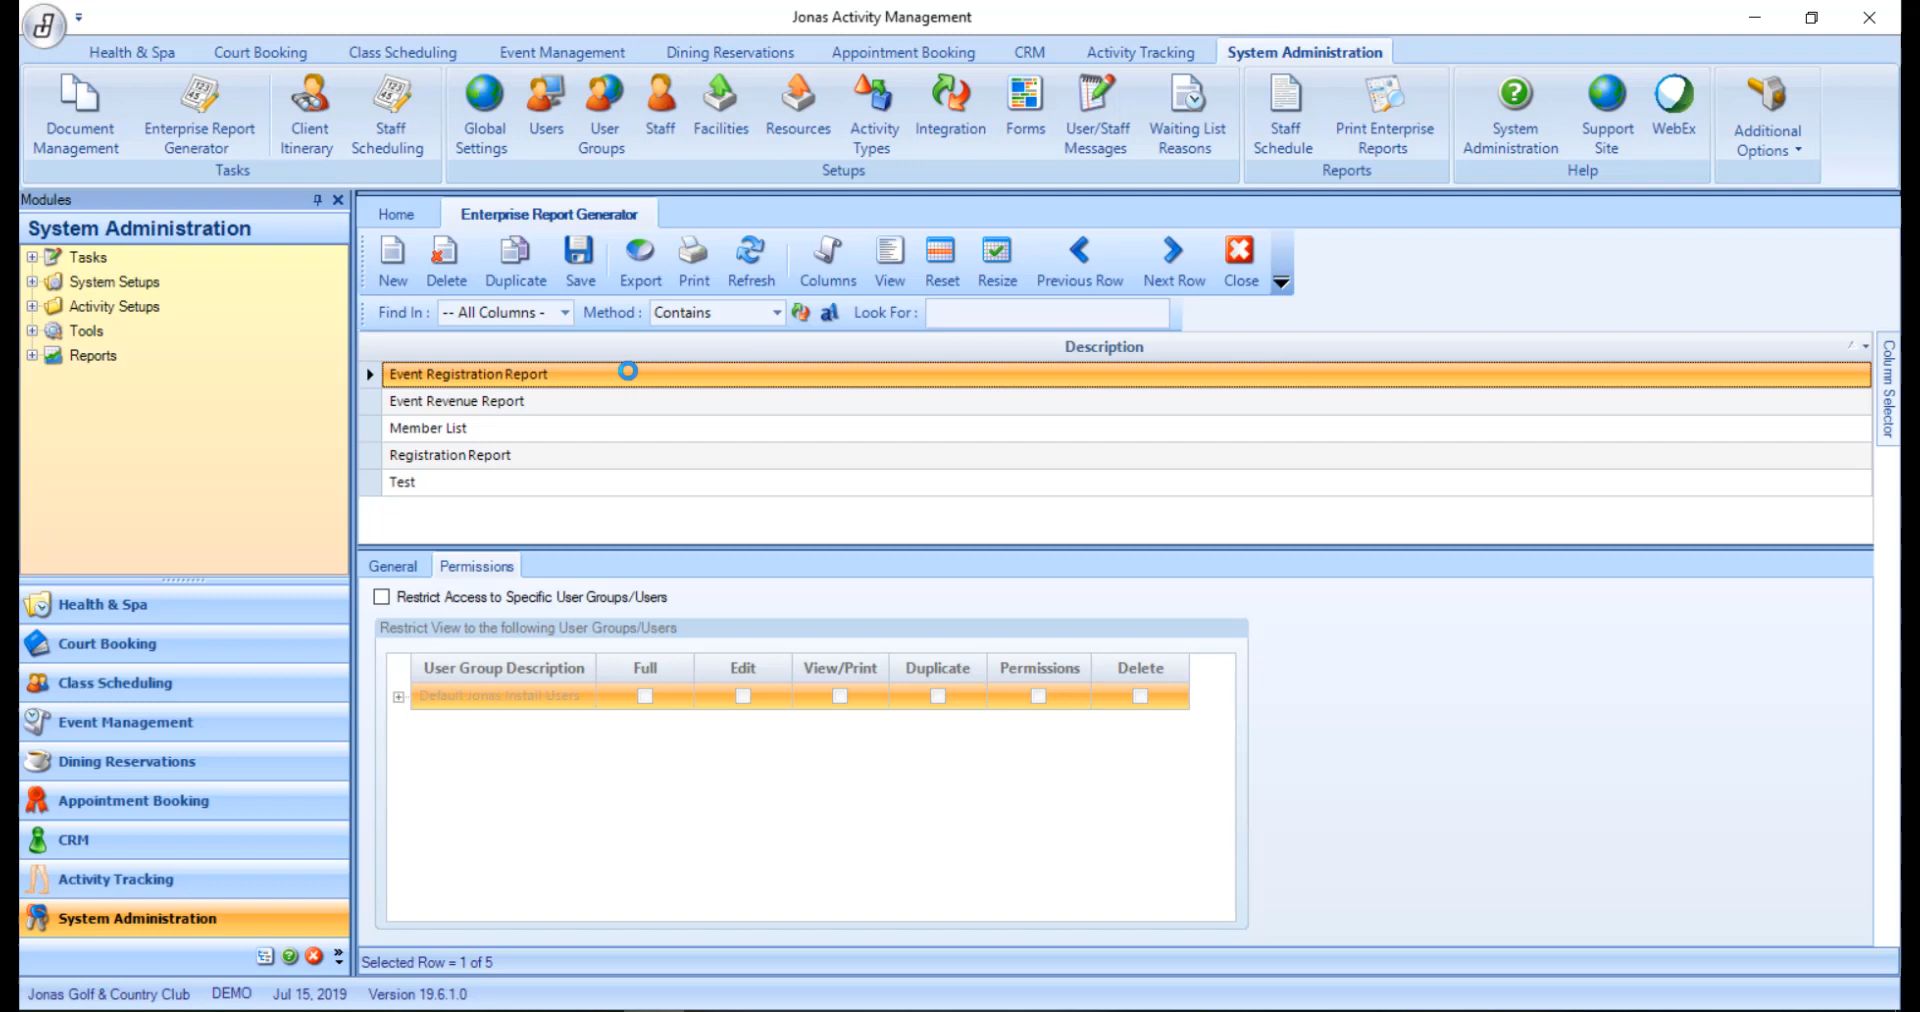 Jonas Activity Management
Health & Spa Court Booking Class Scheduling Event Management Dining Reservations Appointment Booking CRM Activity Tracking System Administration
Document Management
Enterprise Report Generator
Client Itinerary
Staff Scheduling
Global Settings
Users
User Groups
Staff
Facilities
Resources
Activity Types
Integration
Forms
User/Staff Messages
Waiting List Reasons
Staff Schedule
Print Enterprise Reports
System Administration
Support Site
WebEx
Additional Options
Tasks Setups Reports Help
Modules
System Administration
Tasks
System Setups
Activity Setups
Tools
Reports
Health & Spa
Court Booking
Class Scheduling
Event Management
Dining Reservations
Appointment Booking
CRM
Activity Tracking
System Administration
Home Enterprise Report Generator
New Delete Duplicate Save Export Print Refresh Columns View Reset Resize Previous Row Next Row Close
Find In : -- All Columns - Method : Contains Look For :
Description
Event Registration Report
Event Revenue Report
Member List
Registration Report
Test
Column Selector
General Permissions
Restrict Access to Specific User Groups/Users
Restrict View to the following User Groups/Users
User Group Description Full Edit View/Print Duplicate Permissions Delete
Default Jonas Install Users
Selected Row = 1 of 5
Jonas Golf & Country Club DEMO Jul 15, 2019 Version 19.6.1.0